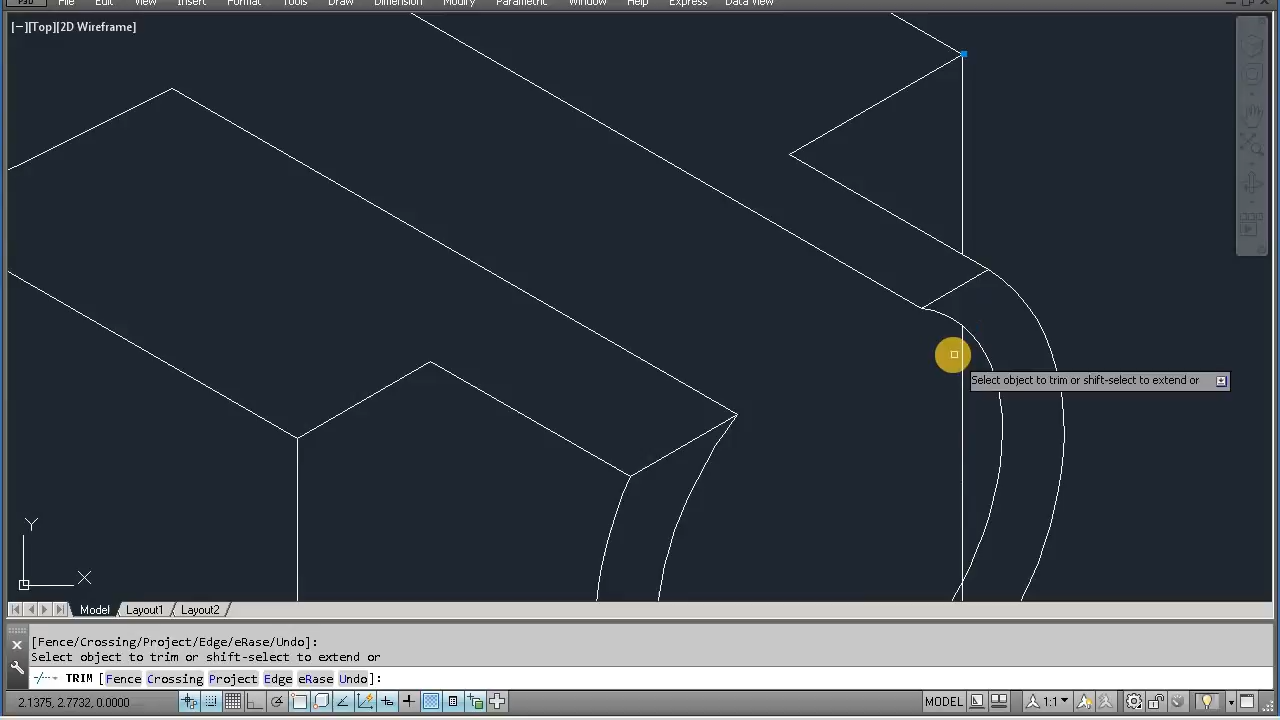 File Edit View Insert Format Tools Draw Dimension Modify Parametric Window Help Express Data View
[−][Top][2D Wireframe]
Select object to trim or shift-select to extend or
Y
X
Model Layout1 Layout2
[Fence/Crossing/Project/Edge/eRase/Undo]:
Select object to trim or shift-select to extend or
TRIM [Fence Crossing Project Edge eRase Undo]:
2.1375, 2.7732, 0.0000 MODEL 1:1